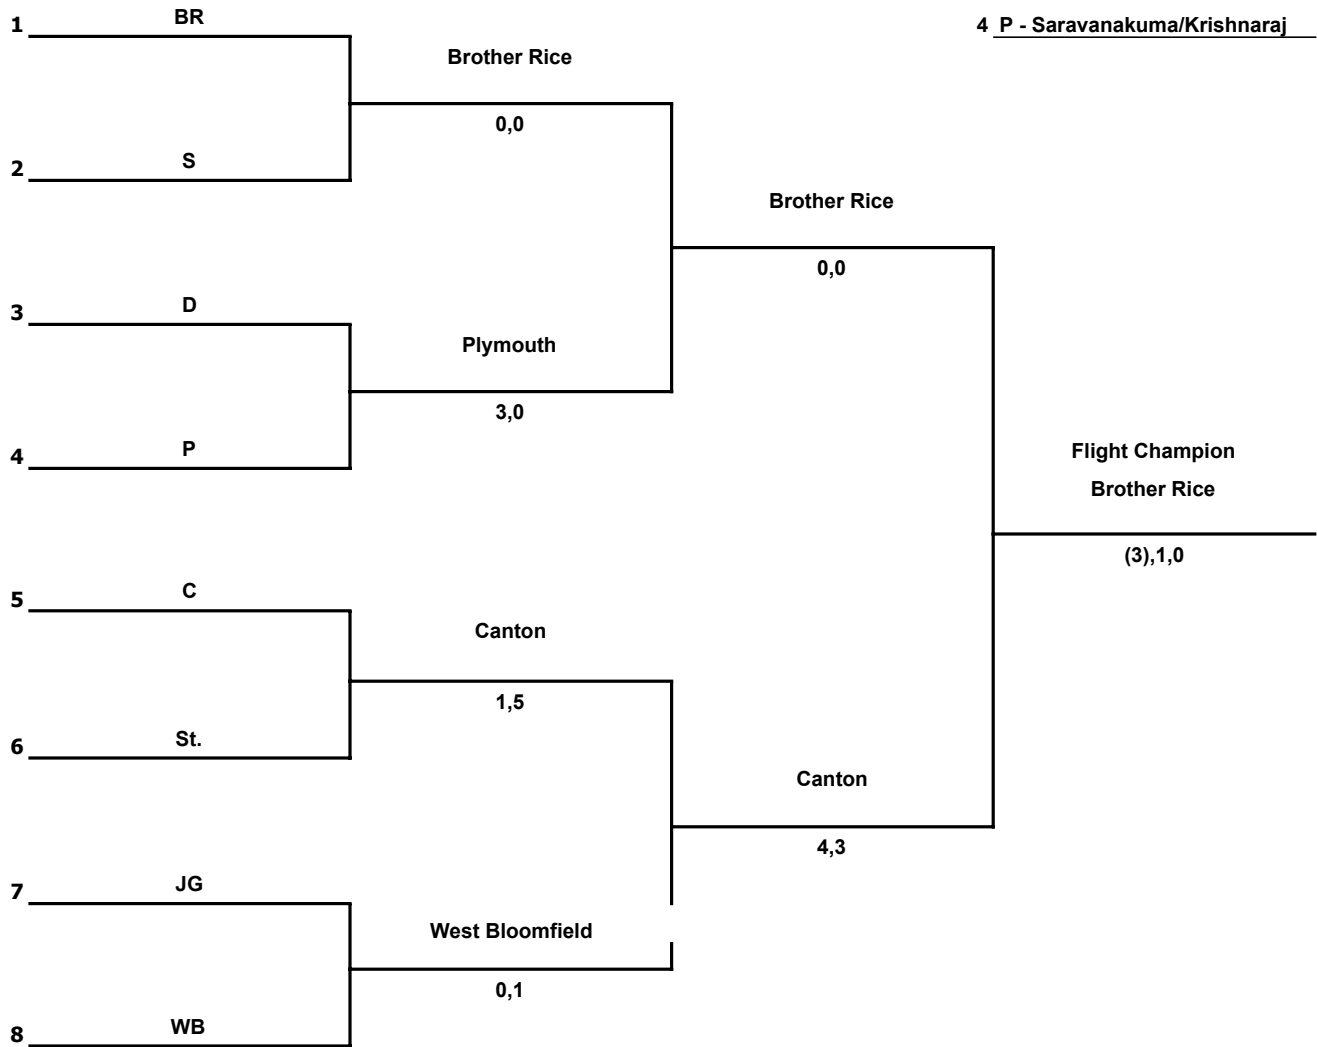 1 BR
4 P - Saravanakuma/Krishnaraj
Brother Rice
0,0
2 S
Brother Rice
0,0
3 D
Plymouth
3,0
4 P
Flight Champion
Brother Rice
(3),1,0
5 C
Canton
1,5
6 St.
Canton
4,3
7 JG
West Bloomfield
0,1
8 WB